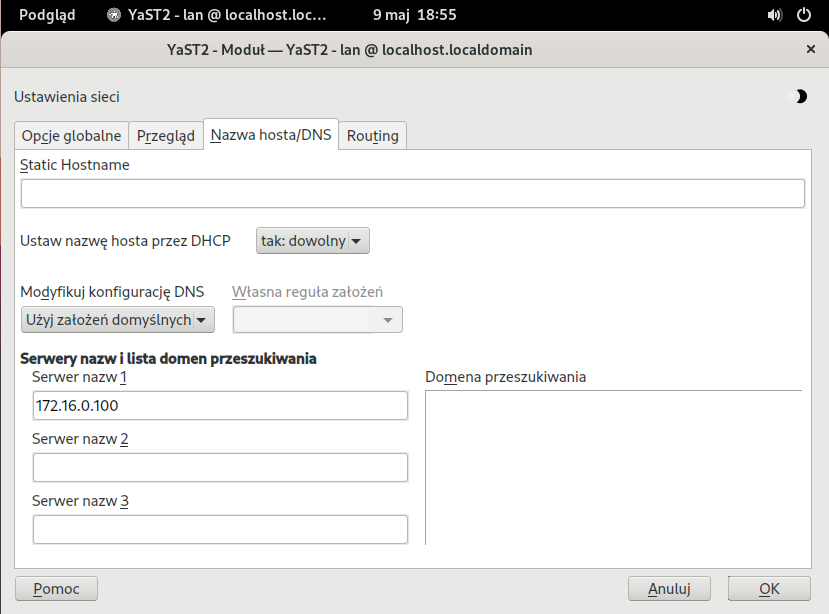 Podgląd YaST2 - lan @ localhost.loc... 9 maj 18:55
YaST2 - Moduł — YaST2 - lan @ localhost.localdomain ×
Ustawienia sieci
Opcje globalne Przegląd Nazwa hosta/DNS Routing
Static Hostname
Ustaw nazwę hosta przez DHCP tak: dowolny
Modyfikuj konfigurację DNS Własna reguła założeń
Użyj założeń domyślnych
Serwery nazw i lista domen przeszukiwania
Serwer nazw 1 Domena przeszukiwania
172.16.0.100
Serwer nazw 2
Serwer nazw 3
Pomoc Anuluj OK